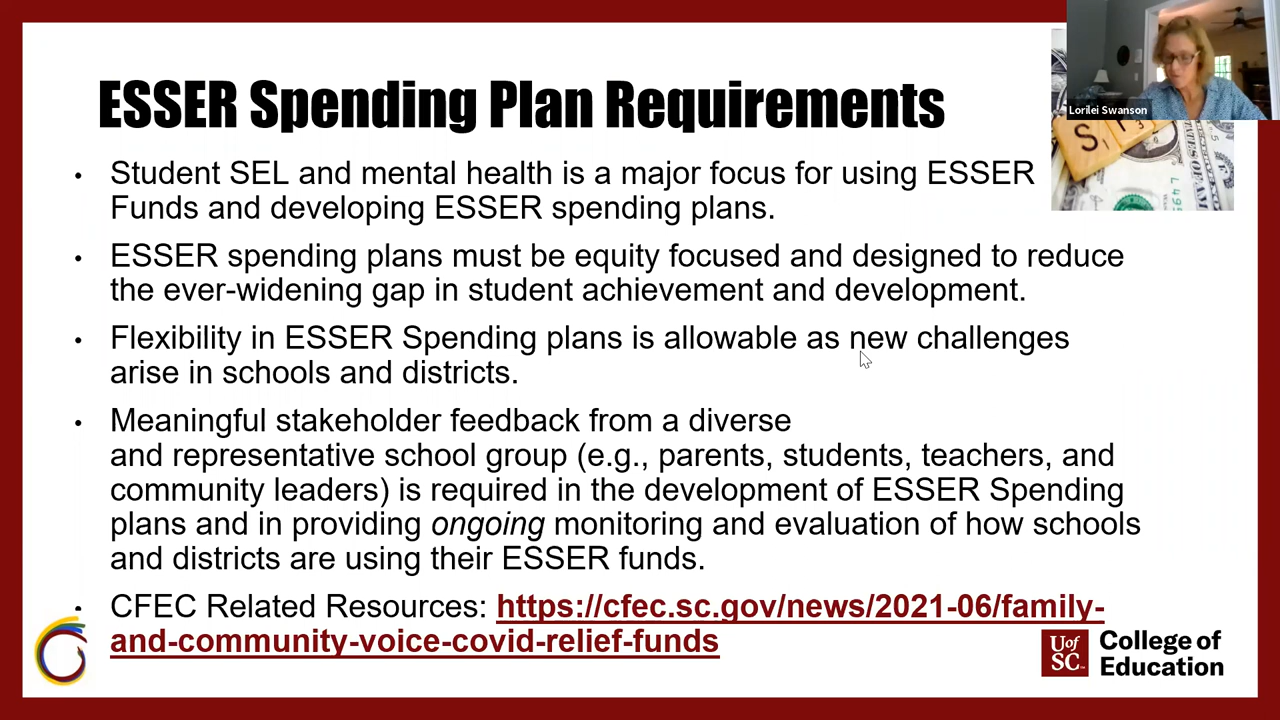 ESSER Spending Plan Requirements
Lorilei Swanson
• Student SEL and mental health is a major focus for using ESSER
Funds and developing ESSER spending plans.
• ESSER spending plans must be equity focused and designed to reduce
the ever-widening gap in student achievement and development.
• Flexibility in ESSER Spending plans is allowable as new challenges
arise in schools and districts.
• Meaningful stakeholder feedback from a diverse
and representative school group (e.g., parents, students, teachers, and
community leaders) is required in the development of ESSER Spending
plans and in providing ongoing monitoring and evaluation of how schools
and districts are using their ESSER funds.
• CFEC Related Resources: https://cfec.sc.gov/news/2021-06/family-
and-community-voice-covid-relief-funds
UofSC
College of
Education